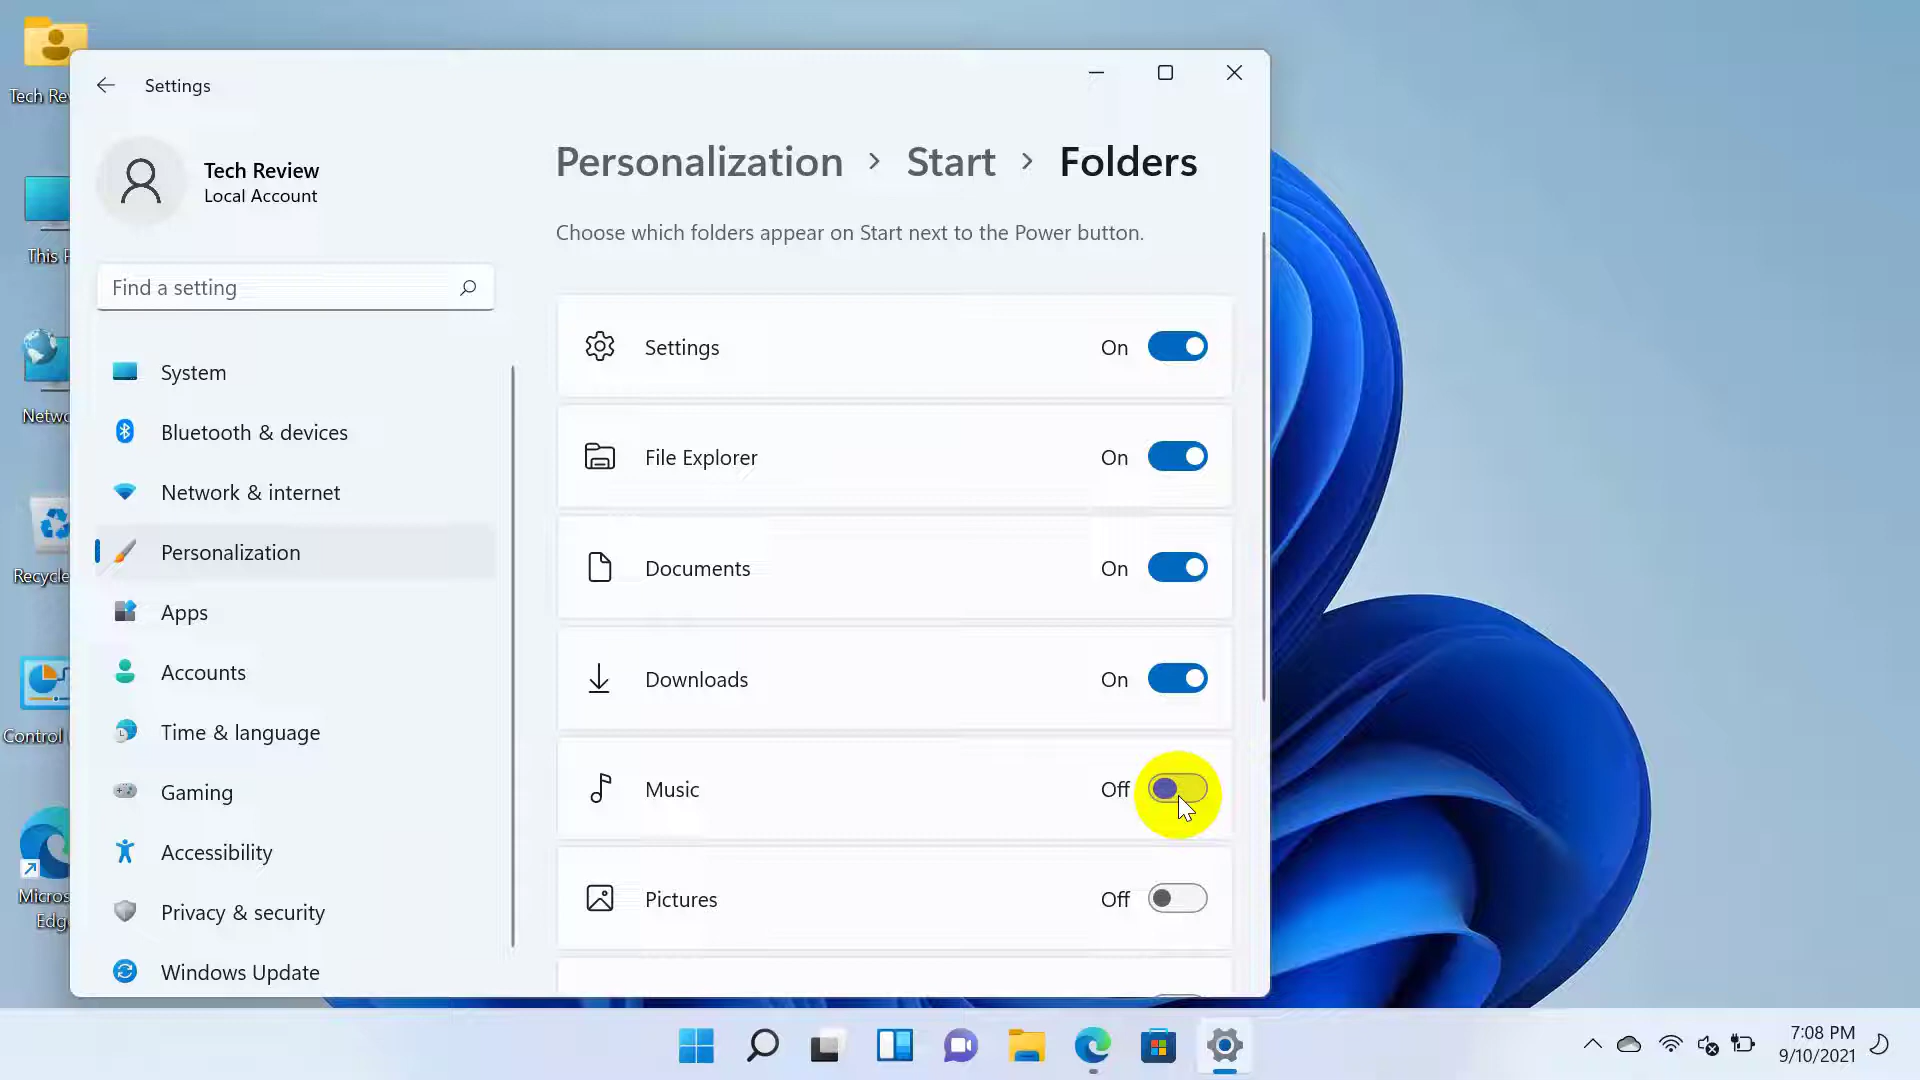 Tech Re
This P
Netwo
Recycle
Control
Micros
Edg
Settings
Tech Review
Local Account
Find a setting
System
Bluetooth & devices
Network & internet
Personalization
Apps
Accounts
Time & language
Gaming
Accessibility
Privacy & security
Windows Update
Personalization > Start > Folders
Choose which folders appear on Start next to the Power button.
Settings On
File Explorer On
Documents On
Downloads On
Music Off
Pictures Off
7:08 PM
9/10/2021